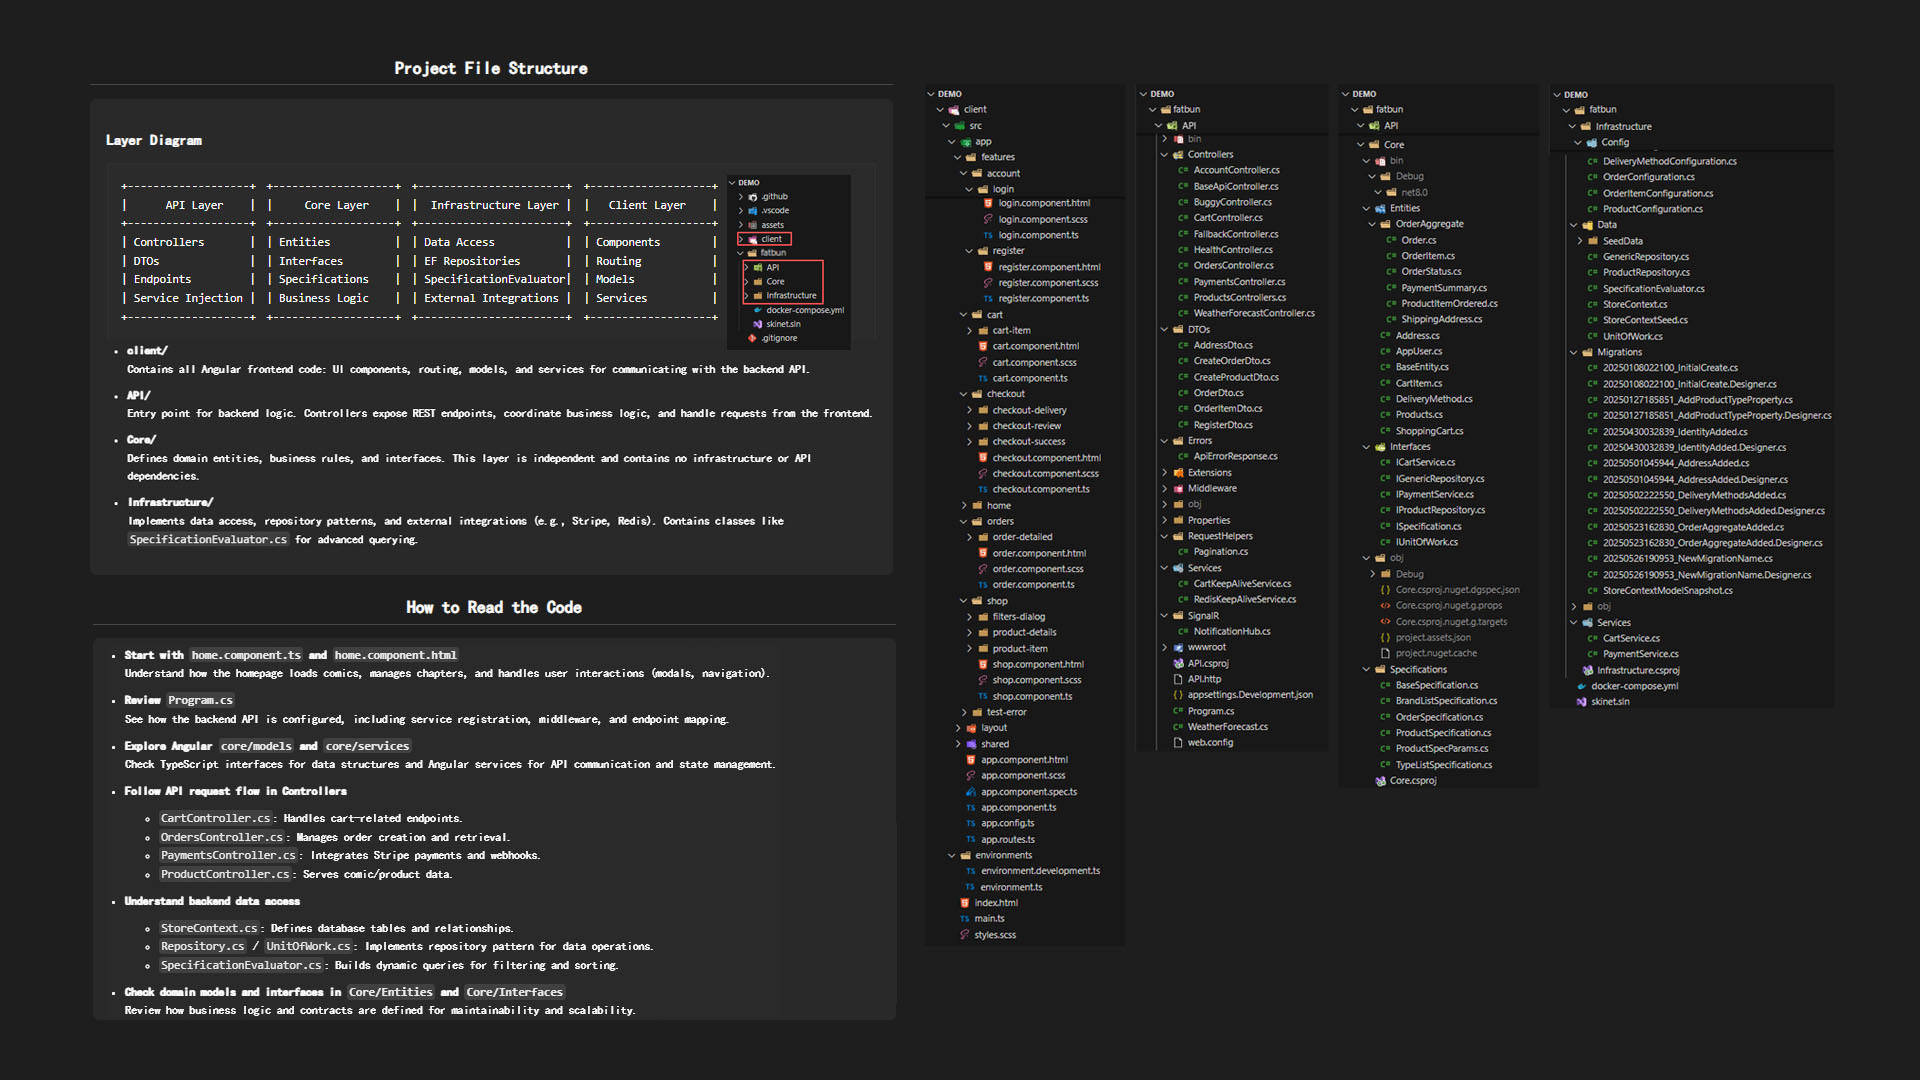 Project File Structure
Layer Diagram
+-------------------+ +-------------------+ +------------------------+ +-------------------+
| API Layer | | Core Layer | | Infrastructure Layer | | Client Layer |
+-------------------+ +-------------------+ +------------------------+ +-------------------+
| Controllers | | Entities | | Data Access | | Components |
| DTOs | | Interfaces | | EF Repositories | | Routing |
| Endpoints | | Specifications | | SpecificationEvaluator| | Models |
| Service Injection | | Business Logic | | External Integrations | | Services |
+-------------------+ +-------------------+ +------------------------+ +-------------------+
DEMO
.github
.vscode
assets
client
fatbun
API
Core
Infrastructure
docker-compose.yml
skinet.sln
.gitignore
• client/
Contains all Angular frontend code: UI components, routing, models, and services for communicating with the backend API.
• API/
Entry point for backend logic. Controllers expose REST endpoints, coordinate business logic, and handle requests from the frontend.
• Core/
Defines domain entities, business rules, and interfaces. This layer is independent and contains no infrastructure or API
dependencies.
• Infrastructure/
Implements data access, repository patterns, and external integrations (e.g., Stripe, Redis). Contains classes like
SpecificationEvaluator.cs for advanced querying.
How to Read the Code
• Start with home.component.ts and home.component.html
Understand how the homepage loads comics, manages chapters, and handles user interactions (modals, navigation).
• Review Program.cs
See how the backend API is configured, including service registration, middleware, and endpoint mapping.
• Explore Angular core/models and core/services
Check TypeScript interfaces for data structures and Angular services for API communication and state management.
• Follow API request flow in Controllers
◦ CartController.cs: Handles cart-related endpoints.
◦ OrdersController.cs: Manages order creation and retrieval.
◦ PaymentsController.cs: Integrates Stripe payments and webhooks.
◦ ProductController.cs: Serves comic/product data.
• Understand backend data access
◦ StoreContext.cs: Defines database tables and relationships.
◦ Repository.cs / UnitOfWork.cs: Implements repository pattern for data operations.
◦ SpecificationEvaluator.cs: Builds dynamic queries for filtering and sorting.
• Check domain models and interfaces in Core/Entities and Core/Interfaces
Review how business logic and contracts are defined for maintainability and scalability.
DEMO
client
src
app
features
account
login
login.component.html
login.component.scss
TS login.component.ts
register
register.component.html
register.component.scss
TS register.component.ts
cart
cart-item
cart.component.html
cart.component.scss
TS cart.component.ts
checkout
checkout-delivery
checkout-review
checkout-success
checkout.component.html
checkout.component.scss
TS checkout.component.ts
home
orders
order-detailed
order.component.html
order.component.scss
TS order.component.ts
shop
filters-dialog
product-details
product-item
shop.component.html
shop.component.scss
TS shop.component.ts
test-error
layout
shared
app.component.html
app.component.scss
app.component.spec.ts
TS app.component.ts
TS app.config.ts
TS app.routes.ts
environments
TS environment.development.ts
TS environment.ts
index.html
TS main.ts
styles.scss
DEMO
fatbun
API
bin
Controllers
C# AccountController.cs
C# BaseApiController.cs
C# BuggyController.cs
C# CartController.cs
C# FallbackController.cs
C# HealthController.cs
C# OrdersController.cs
C# PaymentsController.cs
C# ProductsControllers.cs
C# WeatherForecastController.cs
DTOs
C# AddressDto.cs
C# CreateOrderDto.cs
C# CreateProductDto.cs
C# OrderDto.cs
C# OrderItemDto.cs
C# RegisterDto.cs
Errors
C# ApiErrorResponse.cs
Extensions
Middleware
obj
Properties
RequestHelpers
C# Pagination.cs
Services
C# CartKeepAliveService.cs
C# RedisKeepAliveService.cs
SignalR
C# NotificationHub.cs
wwwroot
API.csproj
API.http
{} appsettings.Development.json
C# Program.cs
C# WeatherForecast.cs
web.config
DEMO
fatbun
API
Core
bin
Debug
net8.0
Entities
OrderAggregate
C# Order.cs
C# OrderItem.cs
C# OrderStatus.cs
C# PaymentSummary.cs
C# ProductItemOrdered.cs
C# ShippingAddress.cs
C# Address.cs
C# AppUser.cs
C# BaseEntity.cs
C# CartItem.cs
C# DeliveryMethod.cs
C# Products.cs
C# ShoppingCart.cs
Interfaces
C# ICartService.cs
C# IGenericRepository.cs
C# IPaymentService.cs
C# IProductRepository.cs
C# ISpecification.cs
C# IUnitOfWork.cs
obj
Debug
{} Core.csproj.nuget.dgspec.json
Core.csproj.nuget.g.props
Core.csproj.nuget.g.targets
{} project.assets.json
project.nuget.cache
Specifications
C# BaseSpecification.cs
C# BrandListSpecification.cs
C# OrderSpecification.cs
C# ProductSpecification.cs
C# ProductSpecParams.cs
C# TypeListSpecification.cs
Core.csproj
DEMO
fatbun
Infrastructure
Config
C# DeliveryMethodConfiguration.cs
C# OrderConfiguration.cs
C# OrderItemConfiguration.cs
C# ProductConfiguration.cs
Data
SeedData
C# GenericRepository.cs
C# ProductRepository.cs
C# SpecificationEvaluator.cs
C# StoreContext.cs
C# StoreContextSeed.cs
C# UnitOfWork.cs
Migrations
C# 20250108022100_InitialCreate.cs
C# 20250108022100_InitialCreate.Designer.cs
C# 20250127185851_AddProductTypeProperty.cs
C# 20250127185851_AddProductTypeProperty.Designer.cs
C# 20250430032839_IdentityAdded.cs
C# 20250430032839_IdentityAdded.Designer.cs
C# 20250501045944_AddressAdded.cs
C# 20250501045944_AddressAdded.Designer.cs
C# 20250502222550_DeliveryMethodsAdded.cs
C# 20250502222550_DeliveryMethodsAdded.Designer.cs
C# 20250523162830_OrderAggregateAdded.cs
C# 20250523162830_OrderAggregateAdded.Designer.cs
C# 20250526190953_NewMigrationName.cs
C# 20250526190953_NewMigrationName.Designer.cs
C# StoreContextModelSnapshot.cs
obj
Services
C# CartService.cs
C# PaymentService.cs
Infrastructure.csproj
docker-compose.yml
skinet.sln